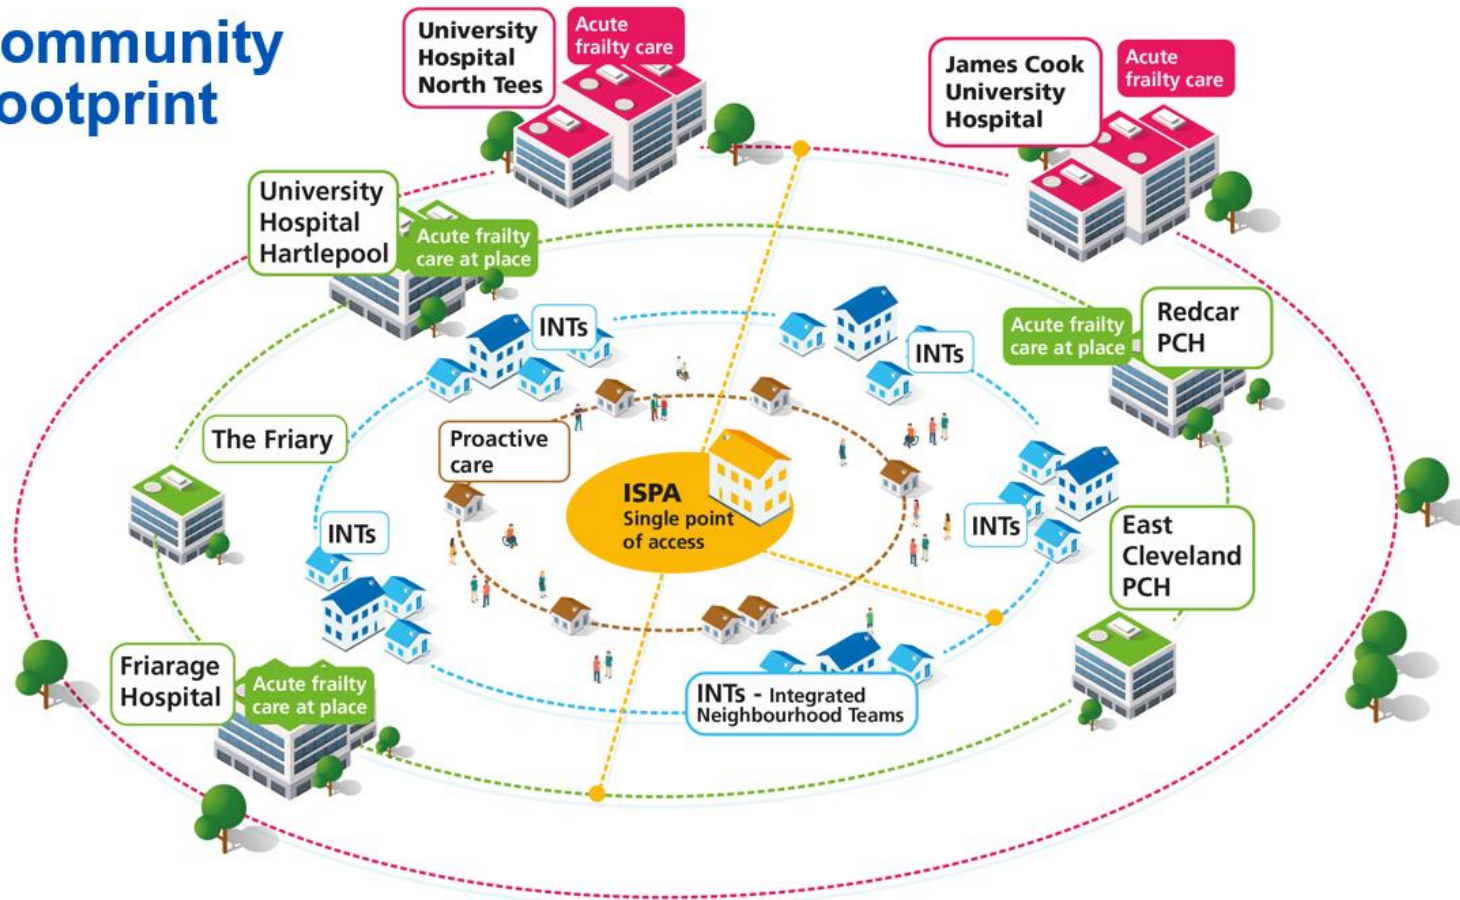 ommunity
ootprint
University
Hospital
North Tees
Acute
frailty care
James Cook
University
Hospital
Acute
frailty care
University
Hospital
Hartlepool
Acute frailty
care at place
INTs
INTs
Acute frailty
care at place
Redcar
PCH
The Friary
Proactive
care
ISPA
Single point
of access
INTs
INTs
East
Cleveland
PCH
Friarage
Hospital
Acute frailty
care at place
INTs - Integrated
Neighbourhood Teams